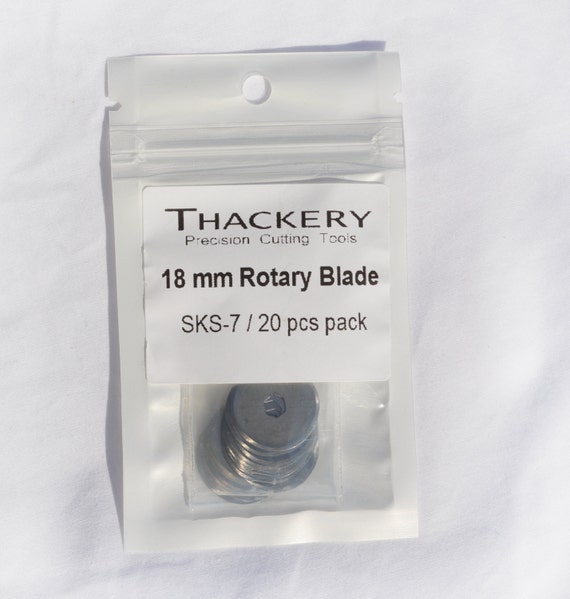 THACKERY
Precision Cutting Tools
18 mm Rotary Blade
SKS-7 / 20 pcs pack